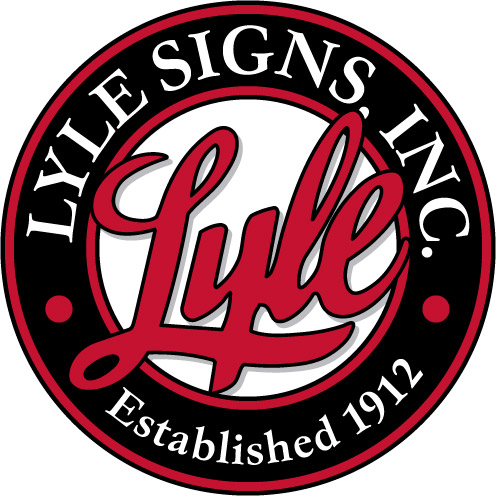 LYLE SIGNS, INC.
Lyle
Established 1912